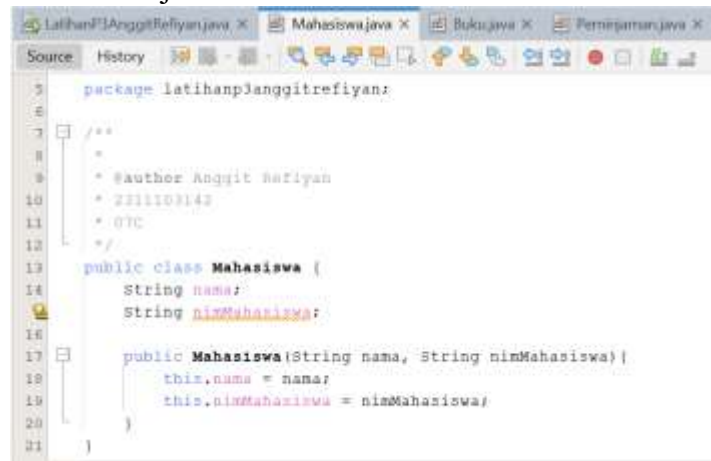 LatihanP3AnggitRefiyan.java × Mahasiswa.java × Buku.java × Peminjaman.java ×
Source History
5 package latihanp3anggitrefiyan;
6
7 /**
8 *
9 * @author Anggit Refiyan
10 * 2311103142
11 * 07C
12 */
13 public class Mahasiswa {
14 String nama;
String nimMahasiswa;
16
17 public Mahasiswa(String nama, String nimMahasiswa){
18 this.nama = nama;
19 this.nimMahasiswa = nimMahasiswa;
20 }
21 }